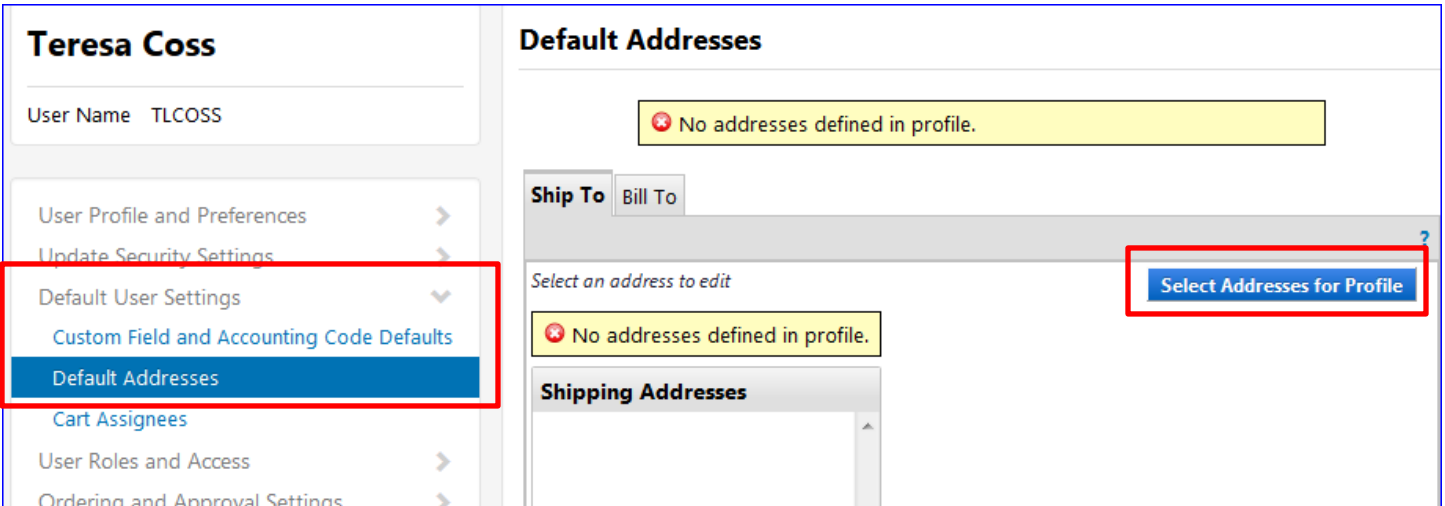 Teresa Coss
User Name TLCOSS
User Profile and Preferences
Update Security Settings
Default User Settings
Custom Field and Accounting Code Defaults
Default Addresses
Cart Assignees
User Roles and Access
Ordering and Approval Settings
Default Addresses
No addresses defined in profile.
Ship To Bill To
?
Select an address to edit
Select Addresses for Profile
No addresses defined in profile.
Shipping Addresses